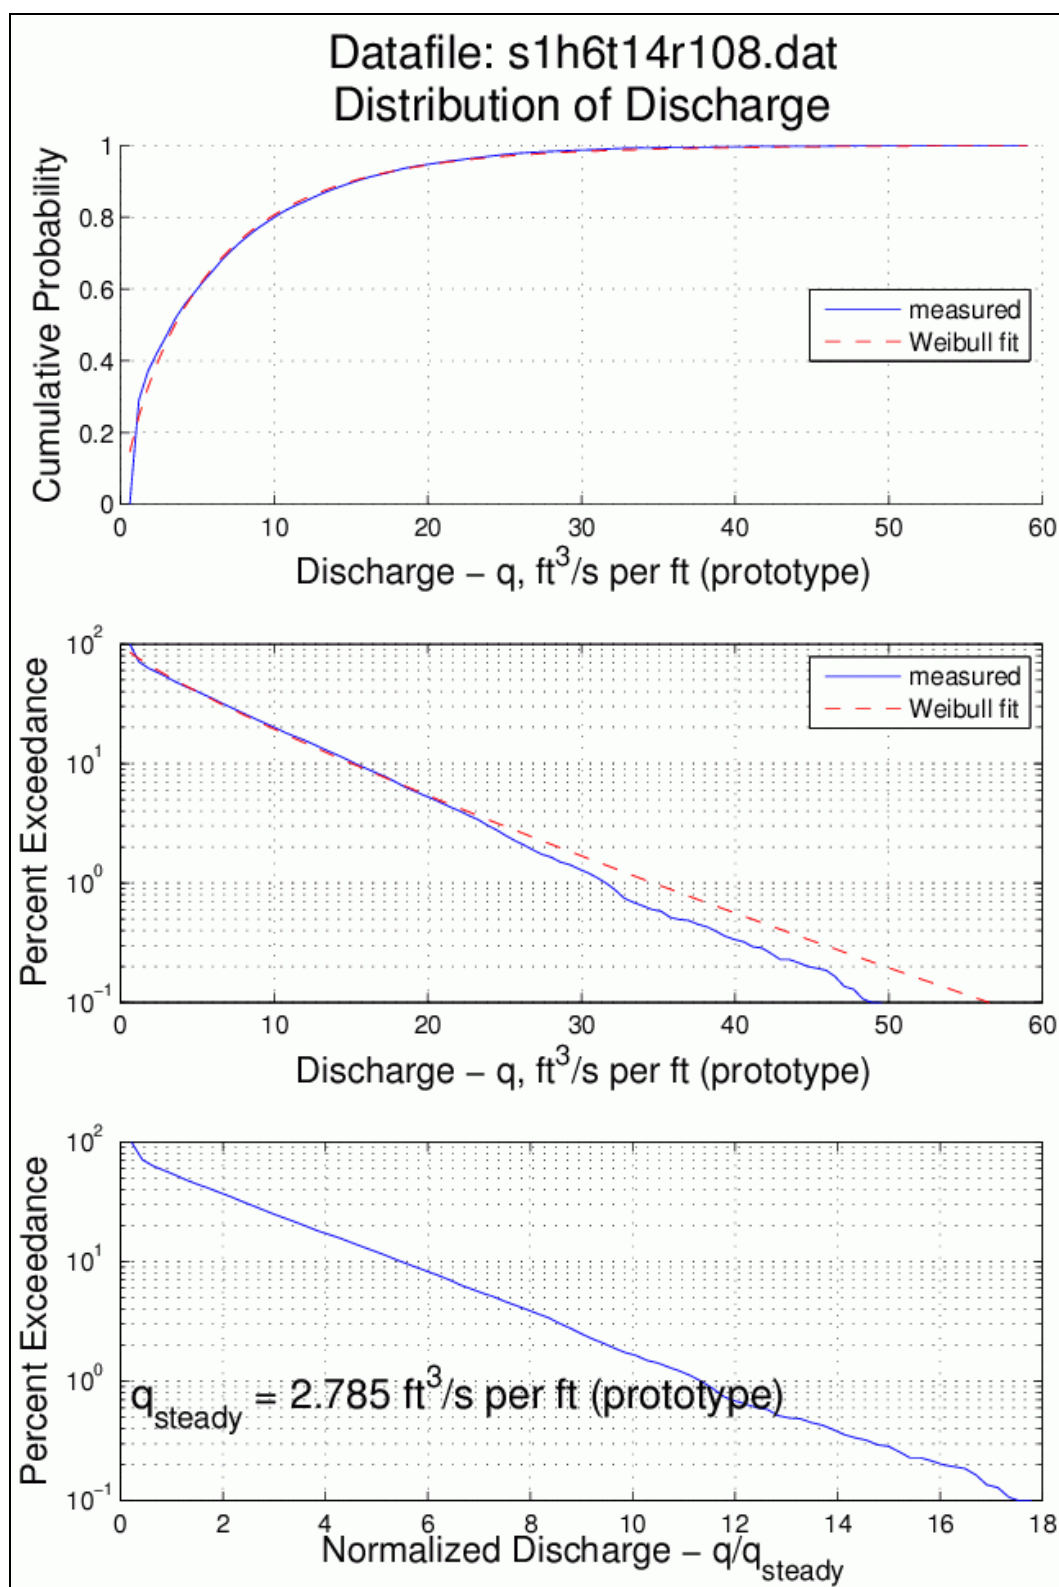 Datafile: s1h6t14r108.dat
Distribution of Discharge
Cumulative Probability
1
0.8
0.6
0.4
0.2
0
measured
Weibull fit
0 10 20 30 40 50 60
Discharge – q, ft³/s per ft (prototype)
Percent Exceedance
10²
10¹
10⁰
10⁻¹
measured
Weibull fit
0 10 20 30 40 50 60
Discharge – q, ft³/s per ft (prototype)
Percent Exceedance
10²
10¹
10⁰
10⁻¹
q_steady = 2.785 ft³/s per ft (prototype)
0 2 4 6 8 10 12 14 16 18
Normalized Discharge – q/q_steady